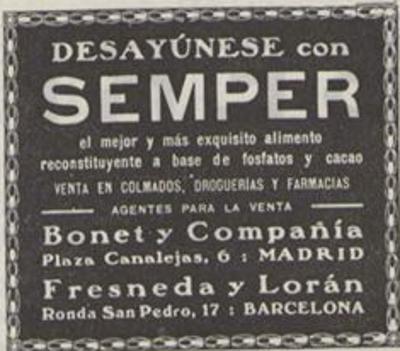 DESAYÚNESE con
SEMPER
el mejor y más exquisito alimento
reconstituyente a base de fosfatos y cacao
VENTA EN COLMADOS, DROGUERÍAS Y FARMACIAS
AGENTES PARA LA VENTA
Bonet y Compañía
Plaza Canalejas, 6 : MADRID
Fresneda y Lorán
Ronda San Pedro, 17 : BARCELONA